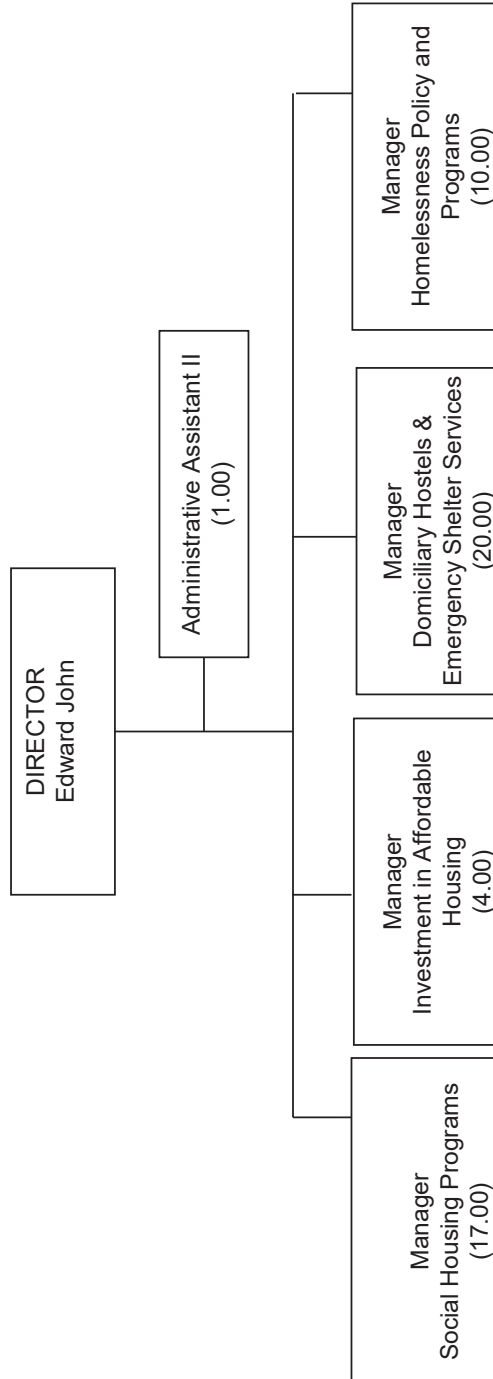 DIRECTOR
Edward John
Administrative Assistant II
(1.00)
Manager
Social Housing Programs
(17.00)
Manager
Investment in Affordable
Housing
(4.00)
Manager
Domiciliary Hostels &
Emergency Shelter Services
(20.00)
Manager
Homelessness Policy and
Programs
(10.00)